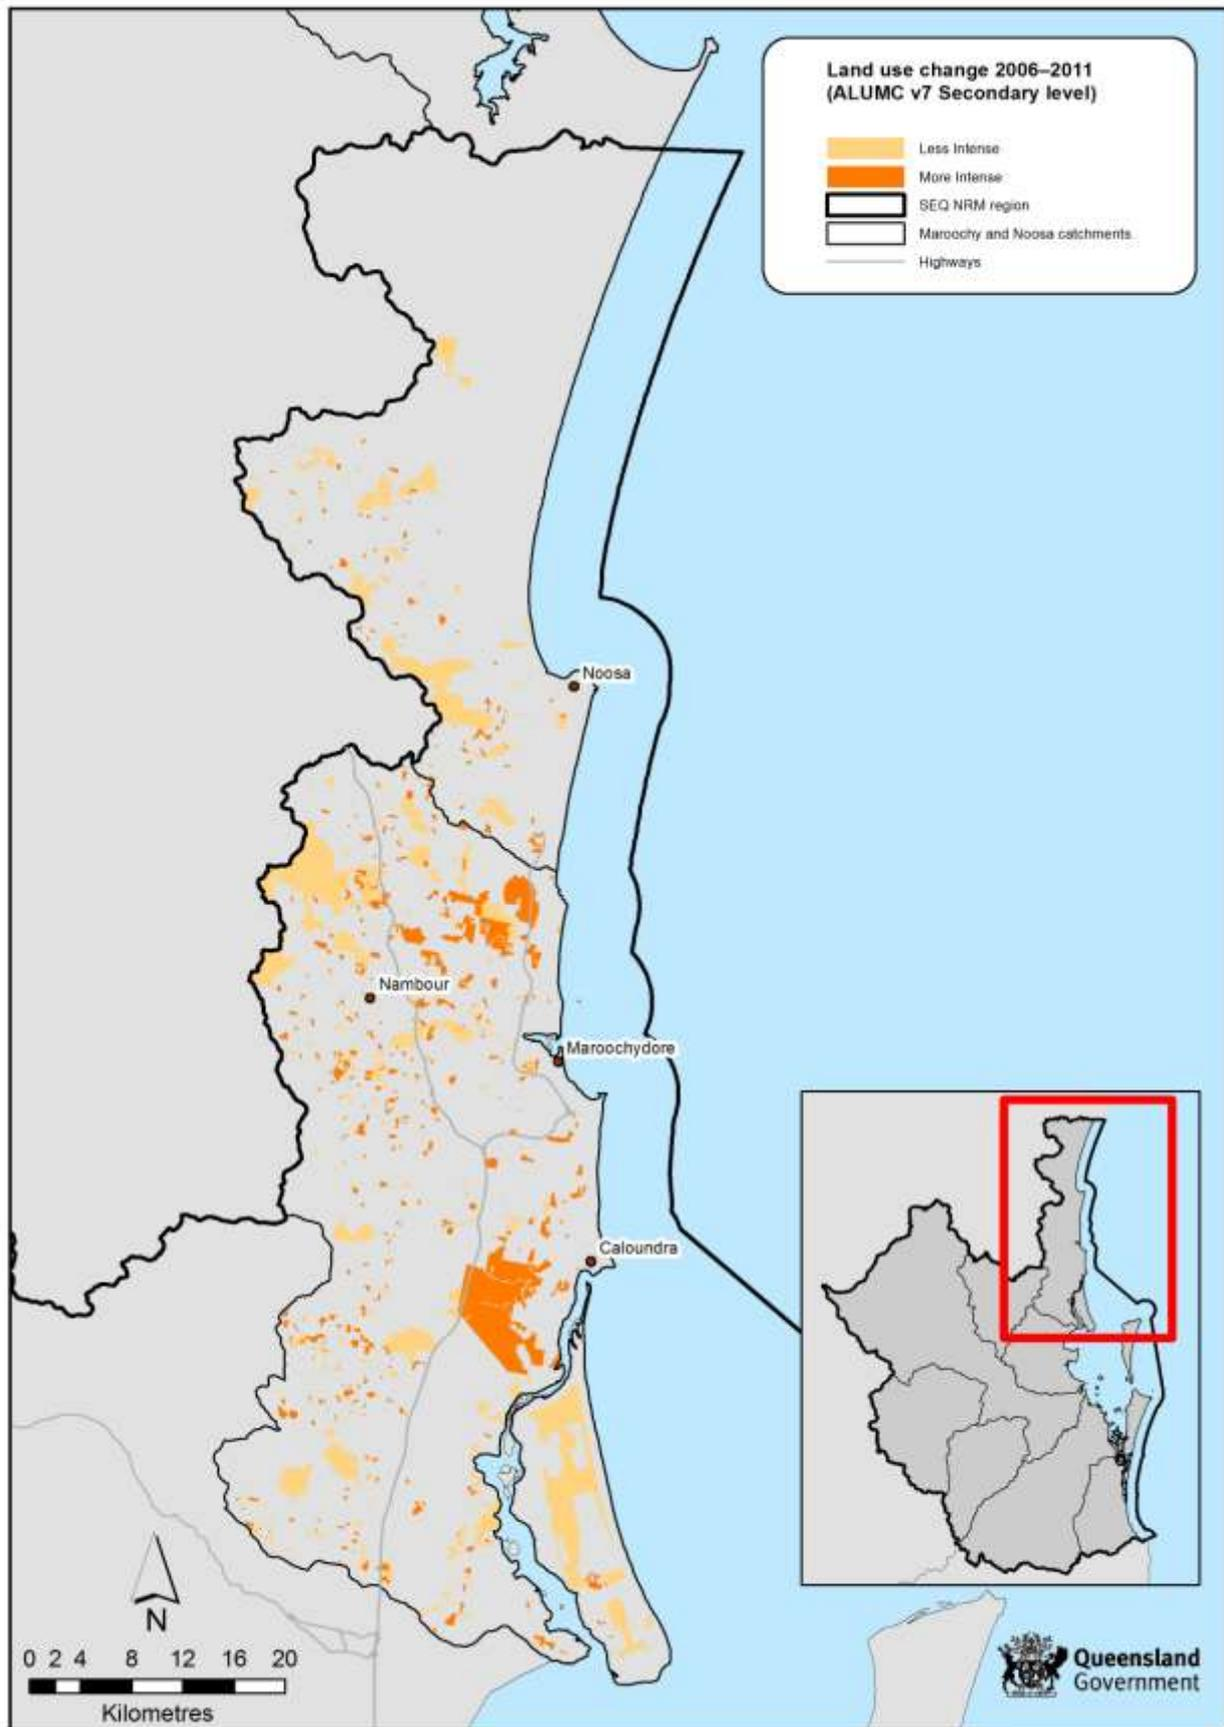 Land use change 2006–2011
(ALUMC v7 Secondary level)
Less Intense
More Intense
SEQ NRM region
Maroochy and Noosa catchments
Highways
Noosa
Nambour
Maroochydore
Caloundra
N
0 2 4 8 12 16 20
Kilometres
Queensland
Government